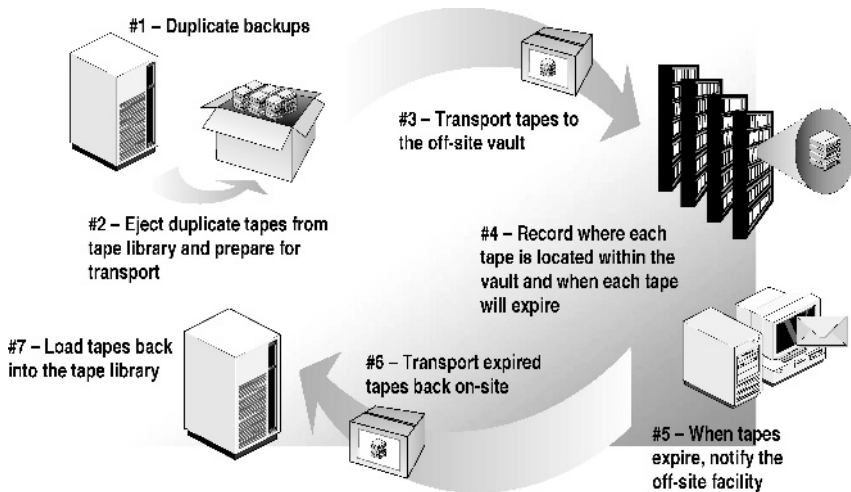 #1 – Duplicate backups
#2 – Eject duplicate tapes from
tape library and prepare for
transport
#3 – Transport tapes to
the off-site vault
#4 – Record where each
tape is located within the
vault and when each tape
will expire
#5 – When tapes
expire, notify the
off-site facility
#6 – Transport expired
tapes back on-site
#7 – Load tapes back
into the tape library